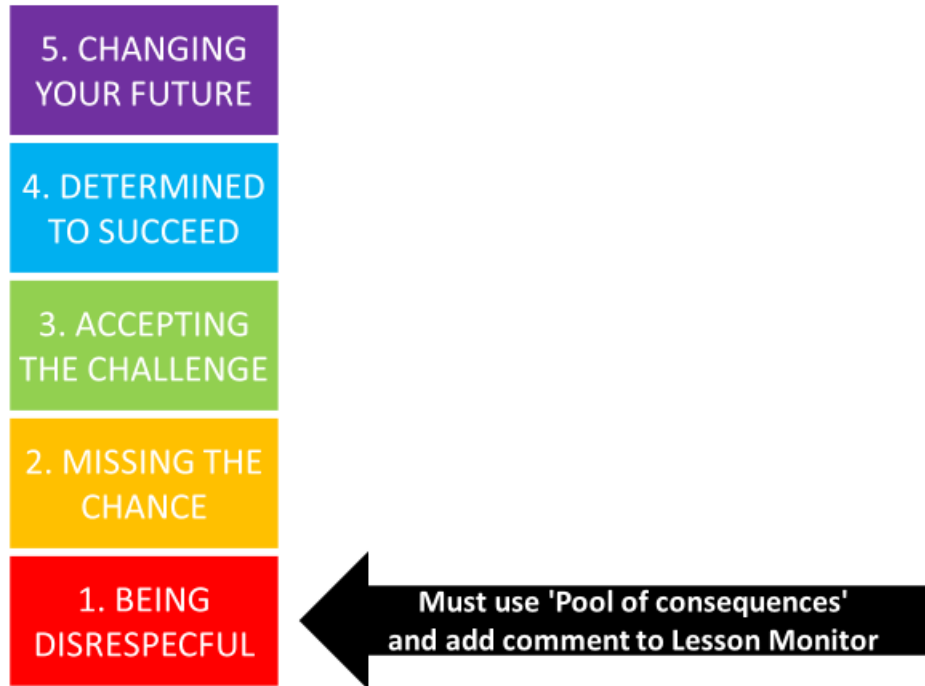 5. CHANGING
YOUR FUTURE
4. DETERMINED
TO SUCCEED
3. ACCEPTING
THE CHALLENGE
2. MISSING THE
CHANCE
1. BEING
DISRESPECFUL
Must use 'Pool of consequences'
and add comment to Lesson Monitor